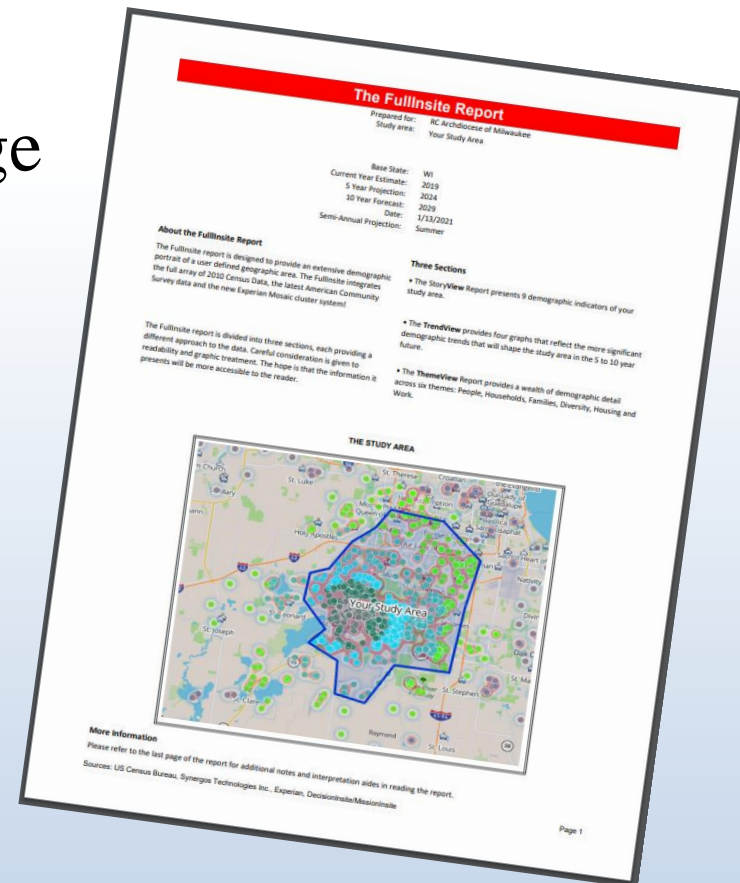 ge
The FullInsite Report
Prepared for: RC Archdiocese of Milwaukee
Study area: Your Study Area
Base State: WI
Current Year Estimate: 2019
5 Year Projection: 2024
10 Year Forecast: 2029
Date: 1/13/2021
Semi-Annual Projection: Summer
About the FullInsite Report
The FullInsite report is designed to provide an extensive demographic
portrait of a user defined geographic area. The FullInsite integrates
the full array of 2010 Census Data, the latest American Community
Survey data and the new Experian Mosaic cluster system!
The FullInsite report is divided into three sections, each providing a
different approach to the data. Careful consideration is given to
readability and graphic treatment. The hope is that the information it
presents will be more accessible to the reader.
Three Sections
• The StoryView Report presents 9 demographic indicators of your
study area.
• The TrendView provides four graphs that reflect the more significant
demographic trends that will shape the study area in the 5 to 10 year
future.
• The ThemeView Report provides a wealth of demographic detail
across six themes: People, Households, Families, Diversity, Housing and
Work.
THE STUDY AREA
St. Luke
St. Therese
Croatian
Holy Apostle
Heart of
Nativity
Your Study Area
St. Joseph
St. Clare
St. Stephen
Raymond
St. Louis
More Information
Please refer to the last page of the report for additional notes and interpretation aides in reading the report.
Sources: US Census Bureau, Synergos Technologies Inc., Experian, DecisionInsite/MissionInsite
Page 1